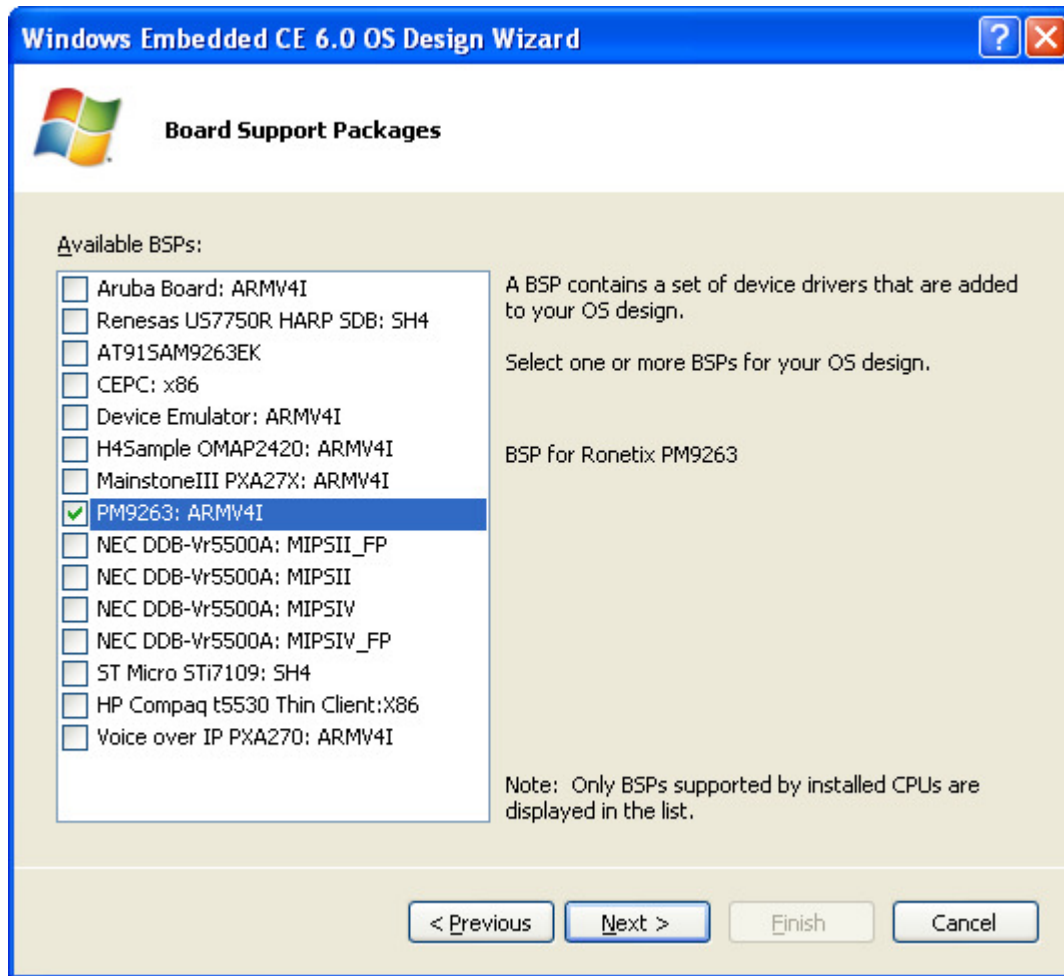 Windows Embedded CE 6.0 OS Design Wizard
Board Support Packages
Available BSPs:
Aruba Board: ARMV4I
Renesas US7750R HARP SDB: SH4
AT91SAM9263EK
CEPC: x86
Device Emulator: ARMV4I
H4Sample OMAP2420: ARMV4I
MainstoneIII PXA27X: ARMV4I
PM9263: ARMV4I
NEC DDB-Vr5500A: MIPSII_FP
NEC DDB-Vr5500A: MIPSII
NEC DDB-Vr5500A: MIPSIV
NEC DDB-Vr5500A: MIPSIV_FP
ST Micro STi7109: SH4
HP Compaq t5530 Thin Client:X86
Voice over IP PXA270: ARMV4I
A BSP contains a set of device drivers that are added
to your OS design.
Select one or more BSPs for your OS design.
BSP for Ronetix PM9263
Note: Only BSPs supported by installed CPUs are
displayed in the list.
< Previous
Next >
Finish
Cancel